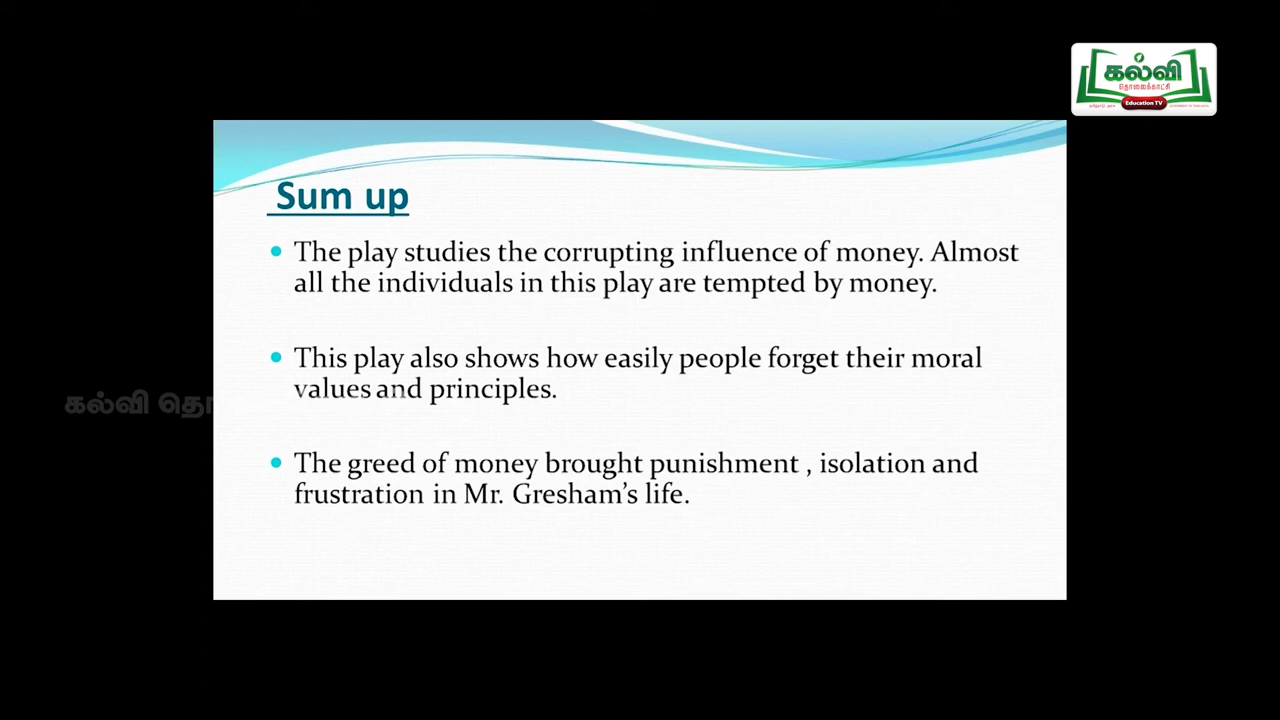 கல்வி
தொலைக்காட்சி
Education TV
Sum up
The play studies the corrupting influence of money. Almost
all the individuals in this play are tempted by money.
This play also shows how easily people forget their moral
values and principles.
கல்வி
The greed of money brought punishment , isolation and
frustration in Mr. Gresham’s life.